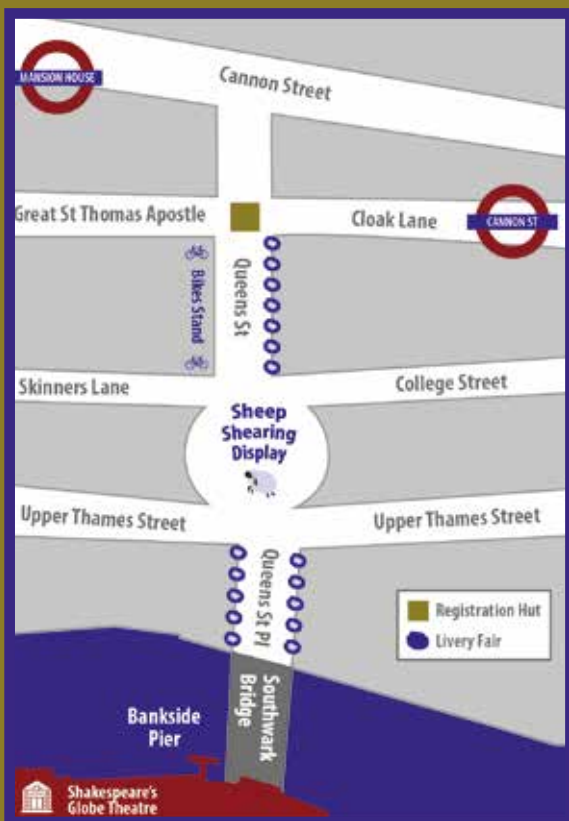 MANSION HOUSE
Cannon Street
Great St Thomas Apostle
Cloak Lane
CANNON ST
Bikes Stand
Queens St
Skinners Lane
College Street
Sheep
Shearing
Display
Upper Thames Street
Upper Thames Street
Queens St Pl
Registration Hut
Livery Fair
Southwark
Bridge
Bankside
Pier
Shakespeare's
Globe Theatre